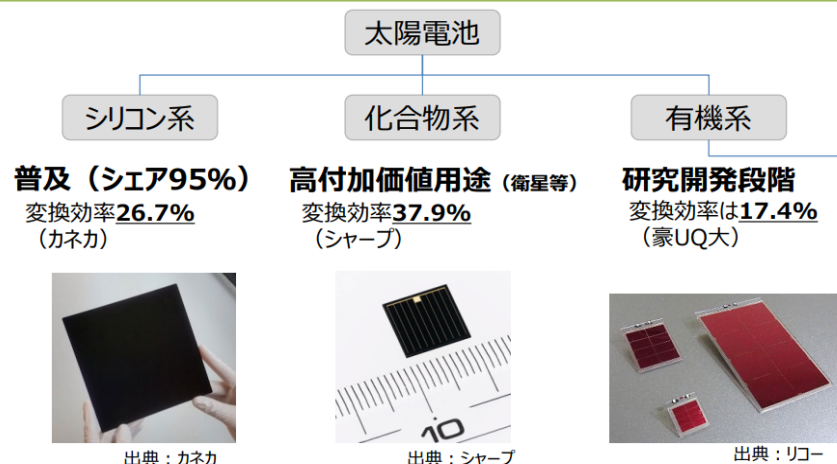 太陽電池
シリコン系
化合物系
有機系
普及（シェア95%）
変換効率26.7%
（カネカ）
高付加価値用途（衛星等）
変換効率37.9%
（シャープ）
研究開発段階
変換効率は17.4%
（豪UQ大）
10
出典：カネカ
出典：シャープ
出典：リコー